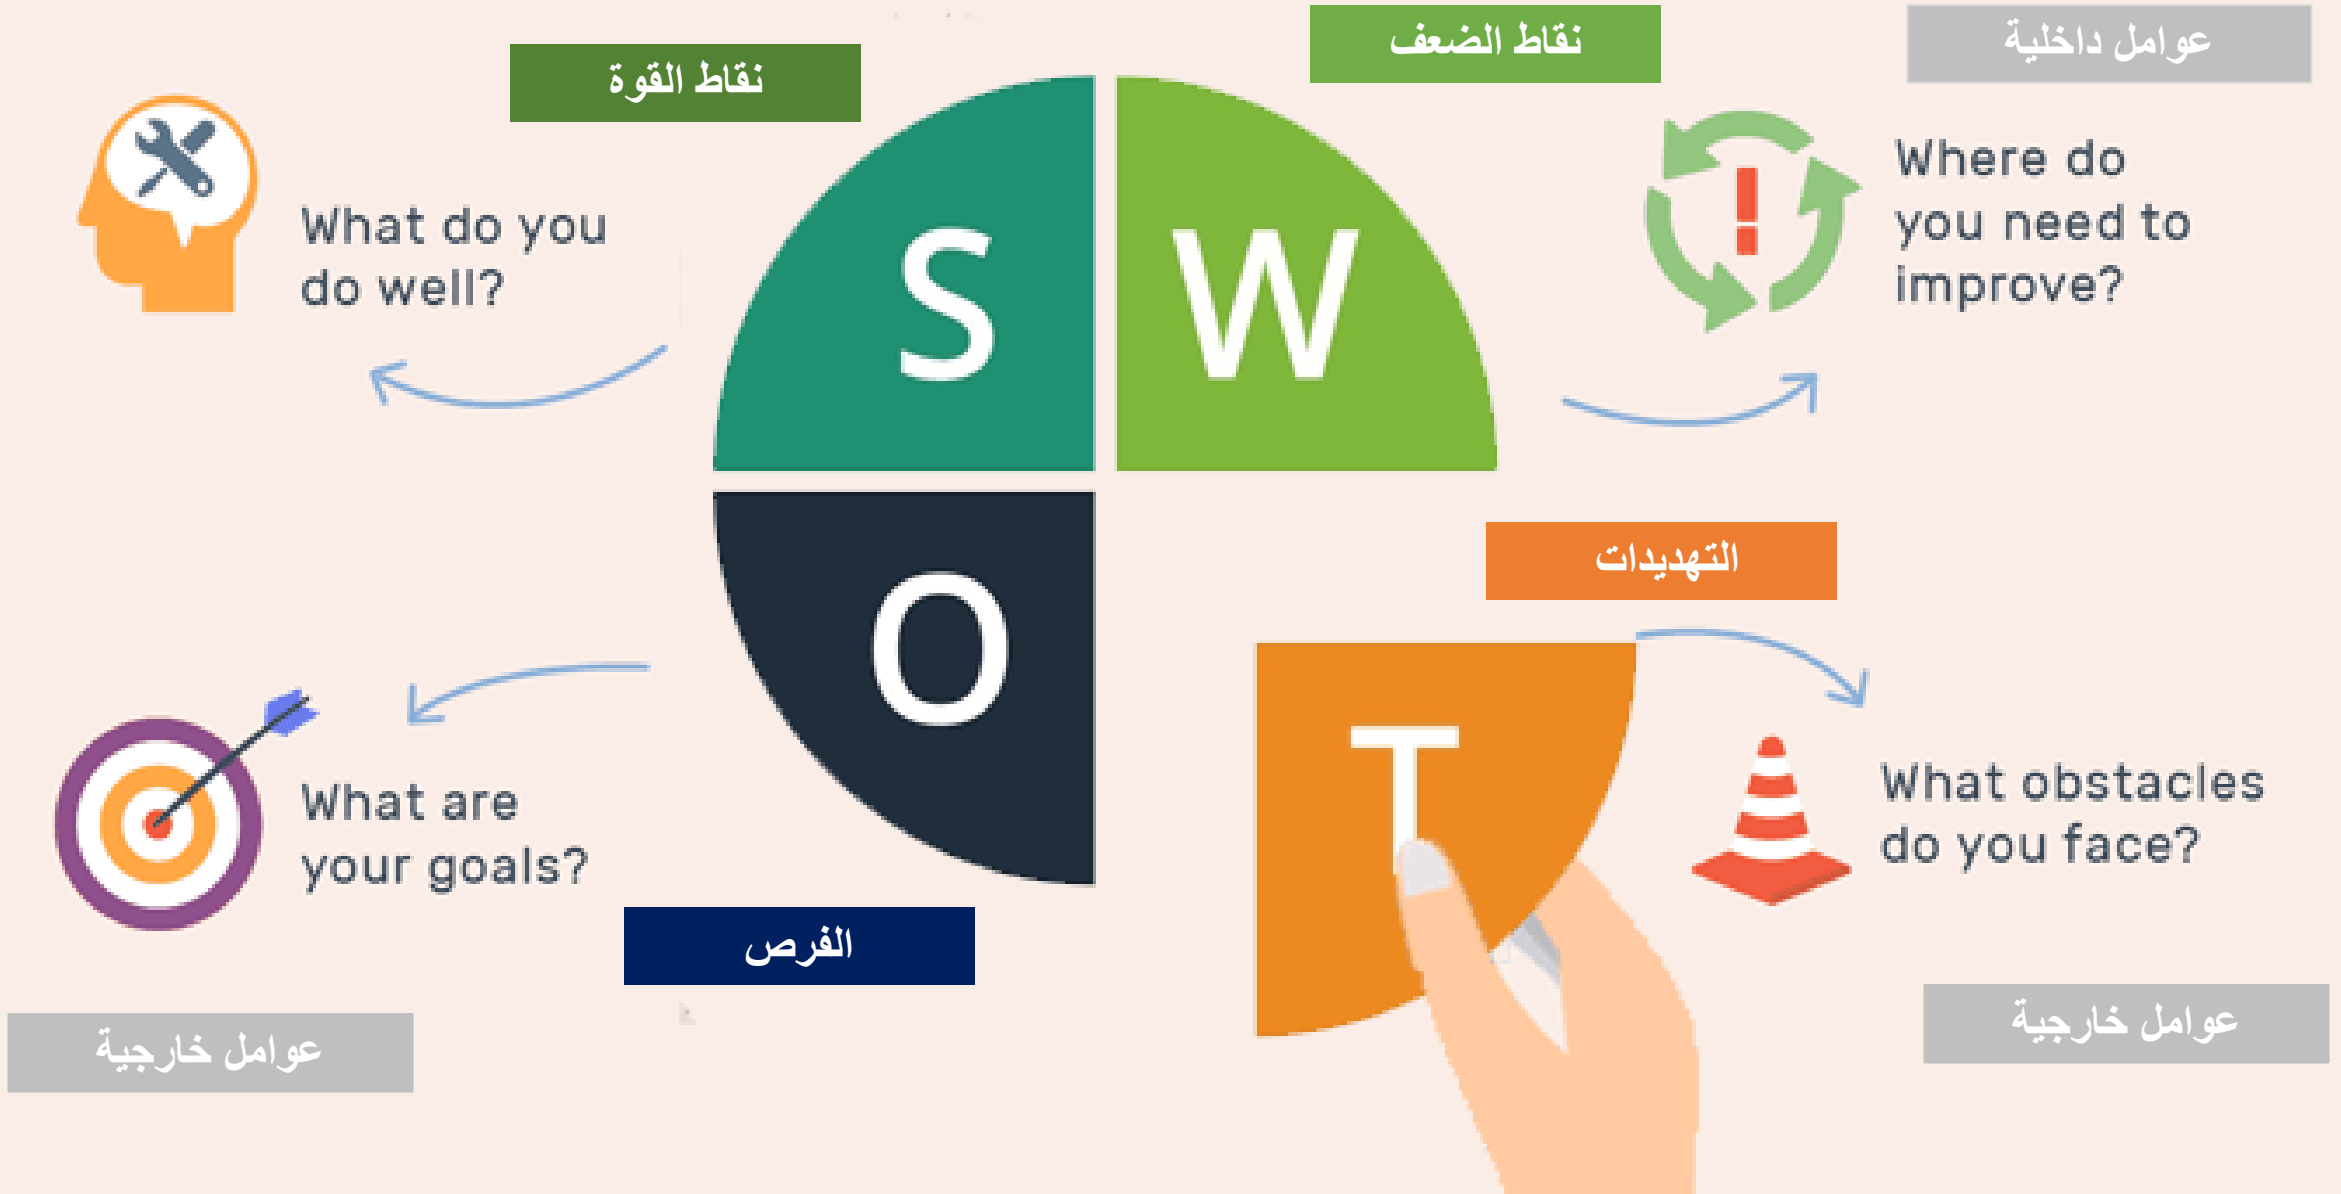 نقاط القوة
نقاط الضعف
عوامل داخلية
What do you
do well?
S
W
Where do
you need to
improve?
O
What are
your goals?
الفرص
عوامل خارجية
التهديدات
T
What obstacles
do you face?
عوامل خارجية